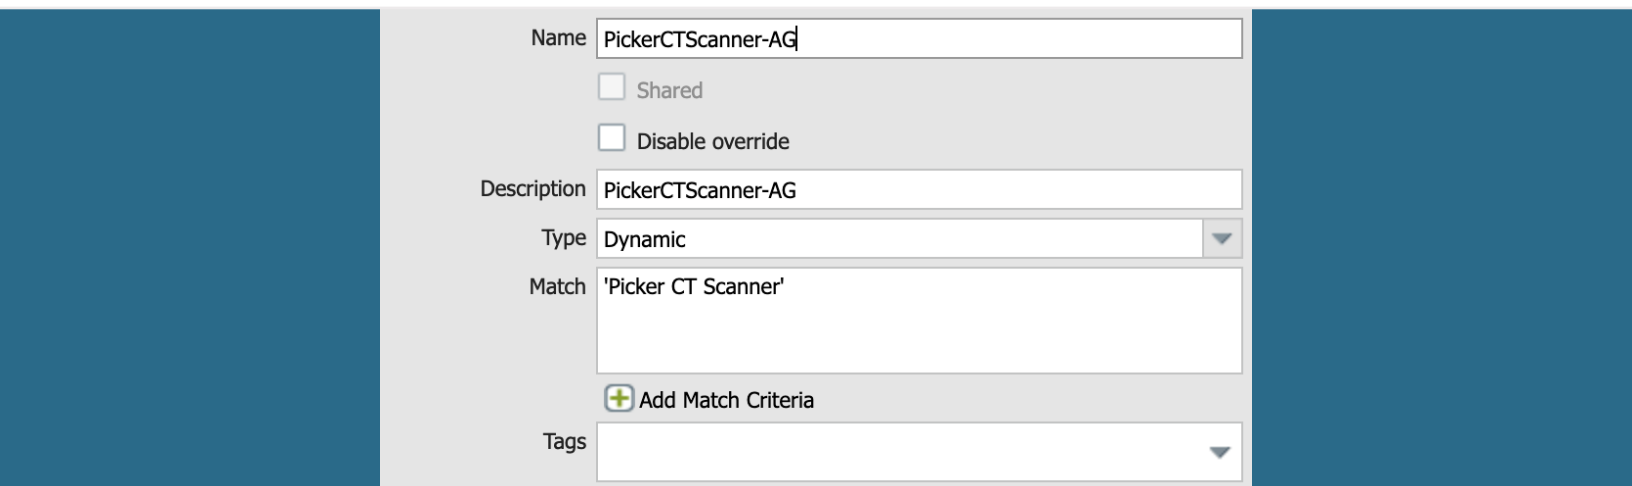 Name PickerCTScanner-AG
Shared
Disable override
Description PickerCTScanner-AG
Type Dynamic
Match 'Picker CT Scanner'
Add Match Criteria
Tags